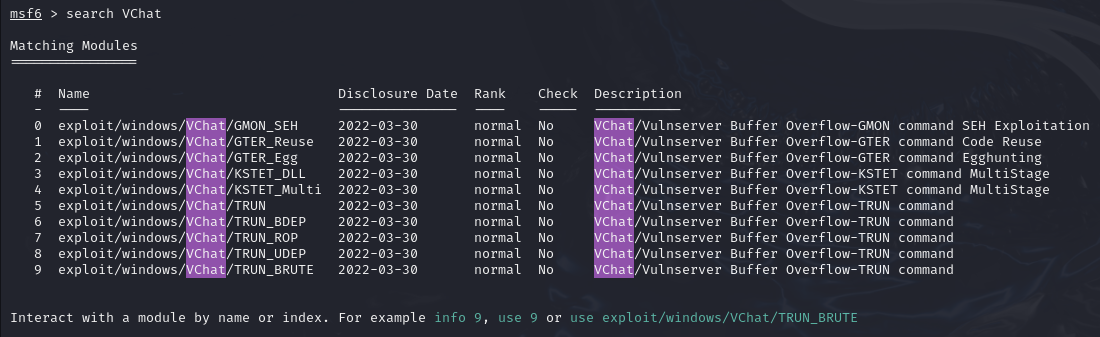 msf6 > search VChat
Matching Modules
================
# Name Disclosure Date Rank Check Description
- ---- --------------- ---- ----- -----------
0 exploit/windows/VChat/GMON_SEH 2022-03-30 normal No VChat/Vulnserver Buffer Overflow-GMON command SEH Exploitation
1 exploit/windows/VChat/GTER_Reuse 2022-03-30 normal No VChat/Vulnserver Buffer Overflow-GTER command Code Reuse
2 exploit/windows/VChat/GTER_Egg 2022-03-30 normal No VChat/Vulnserver Buffer Overflow-GTER command Egghunting
3 exploit/windows/VChat/KSTET_DLL 2022-03-30 normal No VChat/Vulnserver Buffer Overflow-KSTET command MultiStage
4 exploit/windows/VChat/KSTET_Multi 2022-03-30 normal No VChat/Vulnserver Buffer Overflow-KSTET command MultiStage
5 exploit/windows/VChat/TRUN 2022-03-30 normal No VChat/Vulnserver Buffer Overflow-TRUN command
6 exploit/windows/VChat/TRUN_BDEP 2022-03-30 normal No VChat/Vulnserver Buffer Overflow-TRUN command
7 exploit/windows/VChat/TRUN_ROP 2022-03-30 normal No VChat/Vulnserver Buffer Overflow-TRUN command
8 exploit/windows/VChat/TRUN_UDEP 2022-03-30 normal No VChat/Vulnserver Buffer Overflow-TRUN command
9 exploit/windows/VChat/TRUN_BRUTE 2022-03-30 normal No VChat/Vulnserver Buffer Overflow-TRUN command
Interact with a module by name or index. For example info 9, use 9 or use exploit/windows/VChat/TRUN_BRUTE